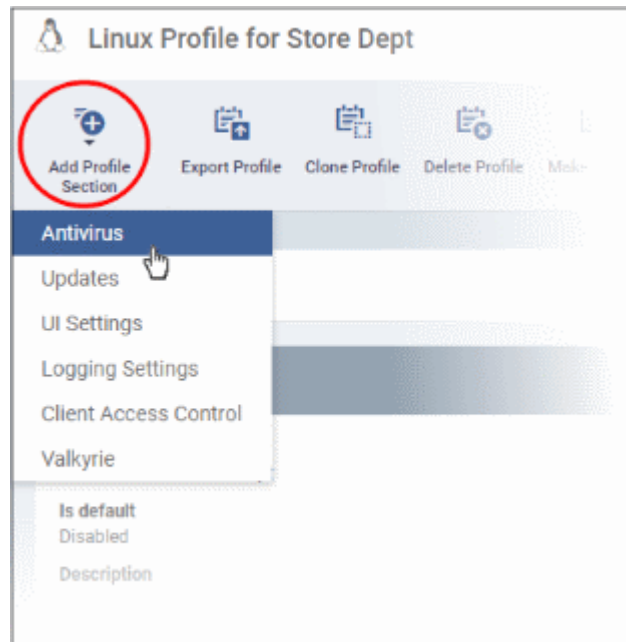 Linux Profile for Store Dept
Add Profile Section
Export Profile
Clone Profile
Delete Profile
Antivirus
Updates
UI Settings
Logging Settings
Client Access Control
Valkyrie
Is default
Disabled
Description